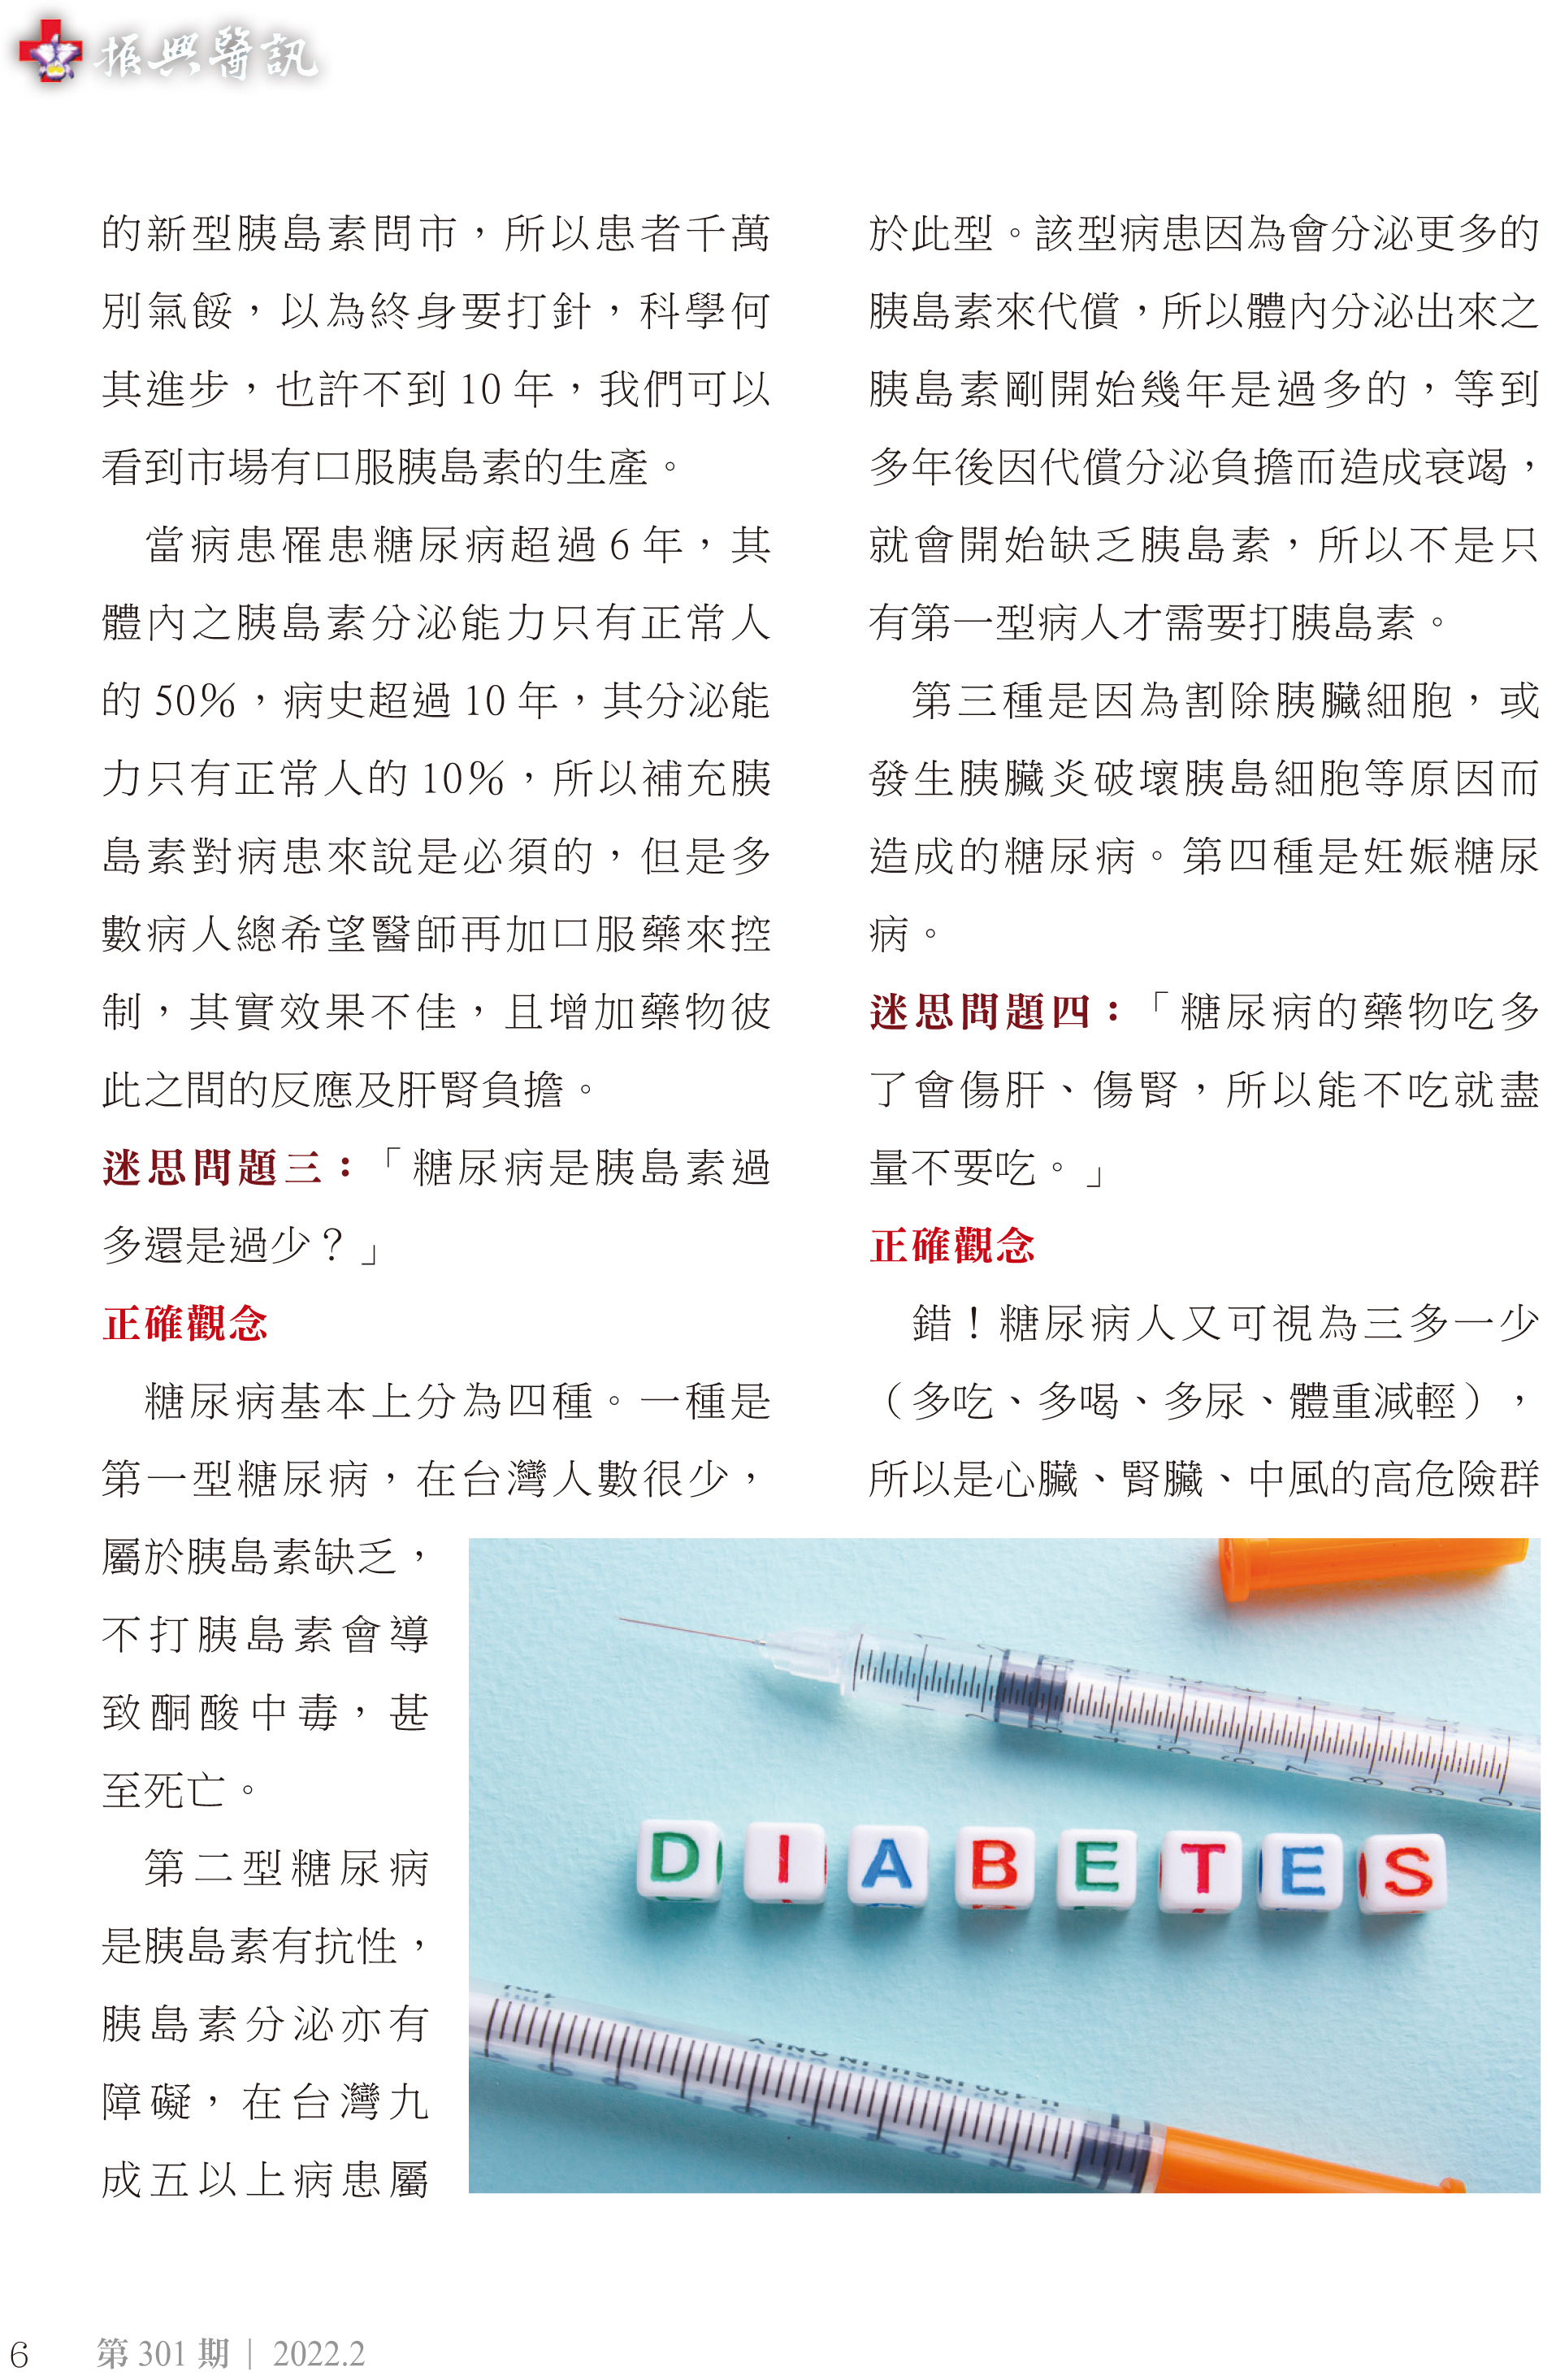 振興醫訊
的新型胰島素問市，所以患者千萬
別氣餒，以為終身要打針，科學何
其進步，也許不到 10 年，我們可以
看到市場有口服胰島素的生產。
當病患罹患糖尿病超過 6 年，其
體內之胰島素分泌能力只有正常人
的 50%，病史超過 10 年，其分泌能
力只有正常人的 10%，所以補充胰
島素對病患來說是必須的，但是多
數病人總希望醫師再加口服藥來控
制，其實效果不佳，且增加藥物彼
此之間的反應及肝腎負擔。
迷思問題三：「糖尿病是胰島素過
多還是過少？」
正確觀念
糖尿病基本上分為四種。一種是
第一型糖尿病，在台灣人數很少，
屬於胰島素缺乏，
不打胰島素會導
致酮酸中毒，甚
至死亡。
第二型糖尿病
是胰島素有抗性，
胰島素分泌亦有
障礙，在台灣九
成五以上病患屬
於此型。該型病患因為會分泌更多的
胰島素來代償，所以體內分泌出來之
胰島素剛開始幾年是過多的，等到
多年後因代償分泌負擔而造成衰竭，
就會開始缺乏胰島素，所以不是只
有第一型病人才需要打胰島素。
第三種是因為割除胰臟細胞，或
發生胰臟炎破壞胰島細胞等原因而
造成的糖尿病。第四種是妊娠糖尿
病。
迷思問題四：「糖尿病的藥物吃多
了會傷肝、傷腎，所以能不吃就盡
量不要吃。」
正確觀念
錯！糖尿病人又可視為三多一少
（多吃、多喝、多尿、體重減輕），
所以是心臟、腎臟、中風的高危險群
DIABETES
U-100 INSULIN ONLY
6 第 301 期｜2022.2